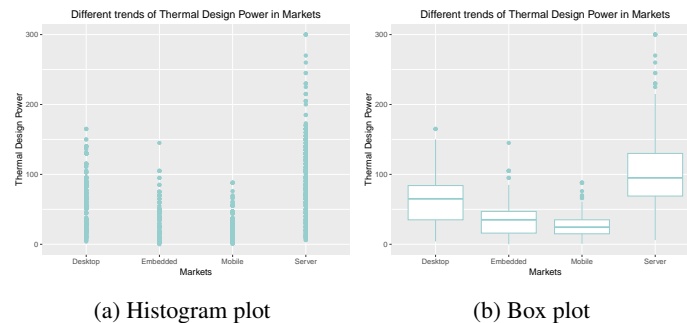 Different trends of Thermal Design Power in Markets
300
200
100
0
Thermal Design Power
Desktop Embedded Mobile Server
Markets
(a) Histogram plot
Different trends of Thermal Design Power in Markets
300
200
100
0
Thermal Design Power
Desktop Embedded Mobile Server
Markets
(b) Box plot